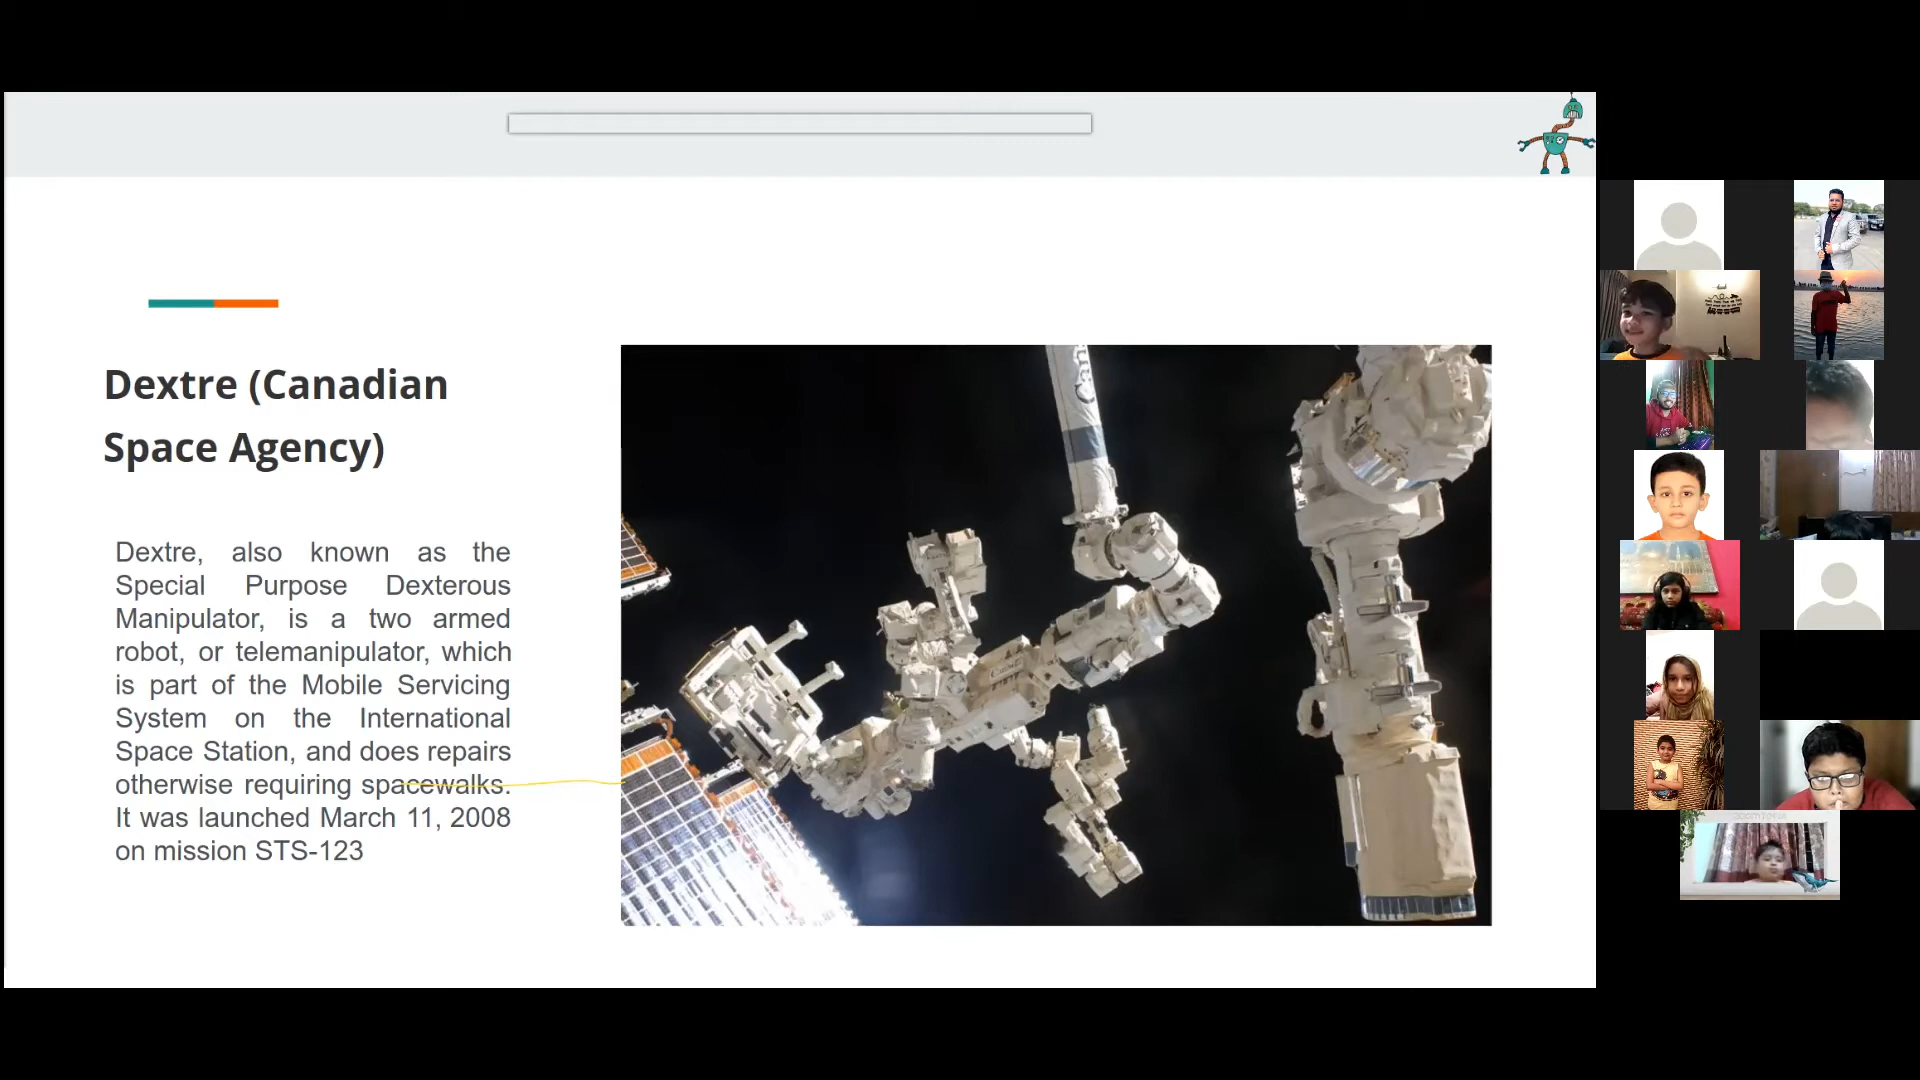 Dextre (Canadian
Space Agency)
Dextre, also known as the
Special Purpose Dexterous
Manipulator, is a two armed
robot, or telemanipulator, which
is part of the Mobile Servicing
System on the International
Space Station, and does repairs
otherwise requiring spacewalks.
It was launched March 11, 2008
on mission STS-123
Can